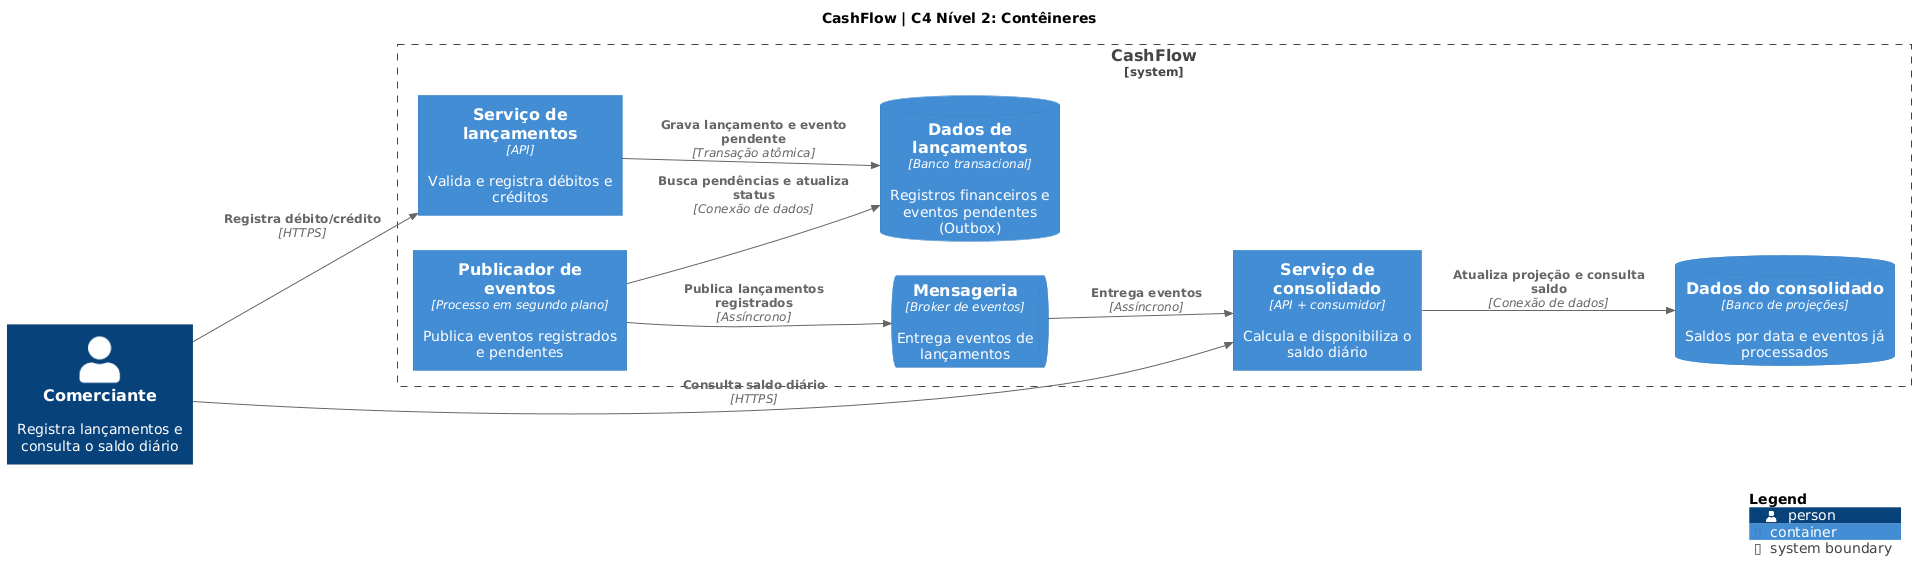 CashFlow | C4 Nível 2: Contêineres
CashFlow
[system]
Serviço de
lançamentos
[API]
Valida e registra débitos e
créditos
Grava lançamento e evento
pendente
[Transação atômica]
Busca pendências e atualiza
status
[Conexão de dados]
Dados de
lançamentos
[Banco transacional]
Registros financeiros e
eventos pendentes
(Outbox)
Registra débito/crédito
[HTTPS]
Publicador de
eventos
[Processo em segundo plano]
Publica eventos registrados
e pendentes
Publica lançamentos
registrados
[Assíncrono]
Mensageria
[Broker de eventos]
Entrega eventos de
lançamentos
Entrega eventos
[Assíncrono]
Serviço de
consolidado
[API + consumidor]
Calcula e disponibiliza o
saldo diário
Atualiza projeção e consulta
saldo
[Conexão de dados]
Dados do consolidado
[Banco de projeções]
Saldos por data e eventos já
processados
Comerciante
Registra lançamentos e
consulta o saldo diário
Consulta saldo diário
[HTTPS]
Legend
person
container
system boundary